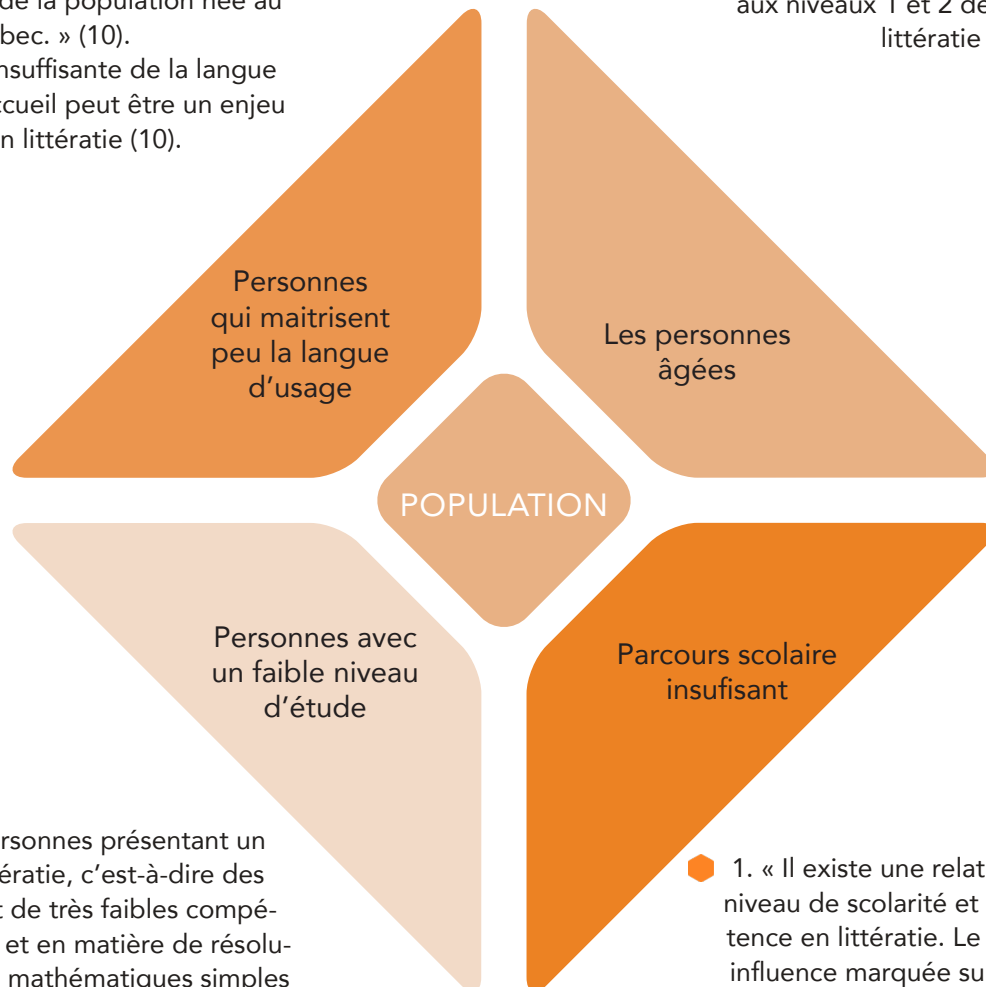 de la population née au
bec. » (10).
nsuffisante de la langue
ccueil peut être un enjeu
n littératie (10).
aux niveaux 1 et 2 de
littératie
Personnes
qui maitrisent
peu la langue
d’usage
Les personnes
âgées
POPULATION
Personnes avec
un faible niveau
d’étude
Parcours scolaire
insufisant
rsonnes présentant un
ératie, c’est-à-dire des
t de très faibles compé-
et en matière de résolu-
mathématiques simples
1. « Il existe une relat
niveau de scolarité et
tence en littératie. Le
influence marquée su